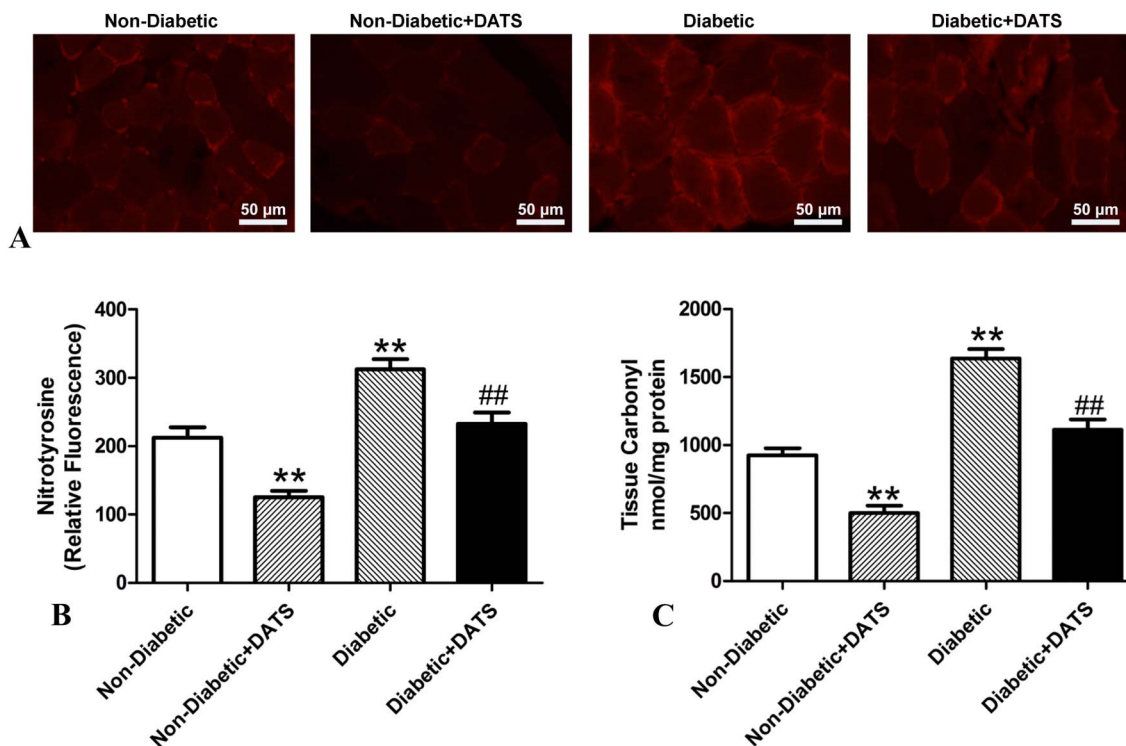 Non-Diabetic
Non-Diabetic+DATS
Diabetic
Diabetic+DATS
50 µm
50 µm
50 µm
50 µm
A
Nitrotyrosine
(Relative Fluorescence)
400
300
200
100
0
**
**
##
Non-Diabetic
Non-Diabetic+DATS
Diabetic
Diabetic+DATS
B
Tissue Carbonyl
nmol/mg protein
2000
1500
1000
500
0
**
**
##
Non-Diabetic
Non-Diabetic+DATS
Diabetic
Diabetic+DATS
C